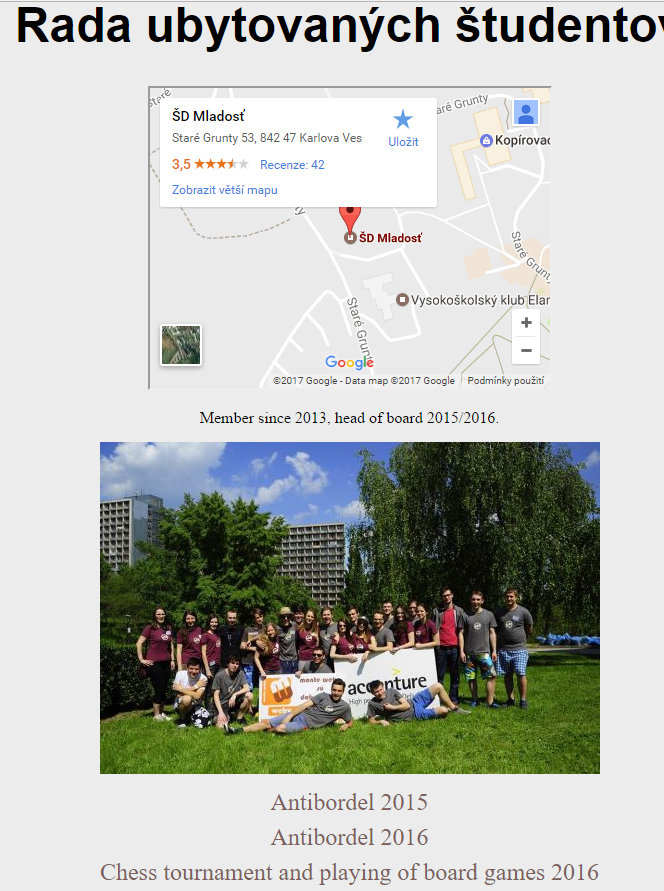 Rada ubytovaných študentov
ŠD Mladosť
Staré Grunty 53, 842 47 Karlova Ves
Uložit
3,5 Recenze: 42
Zobrazit větší mapu
Staré Grunty
Kopírovac
ŠD Mladosť
Staré Grunty
Vysokoškolský klub Elam
Staré Grunty
Google
©2017 Google - Data map ©2017 Google Podmínky použití
Member since 2013, head of board 2015/2016.
accenture
High
Antibordel 2015
Antibordel 2016
Chess tournament and playing of board games 2016